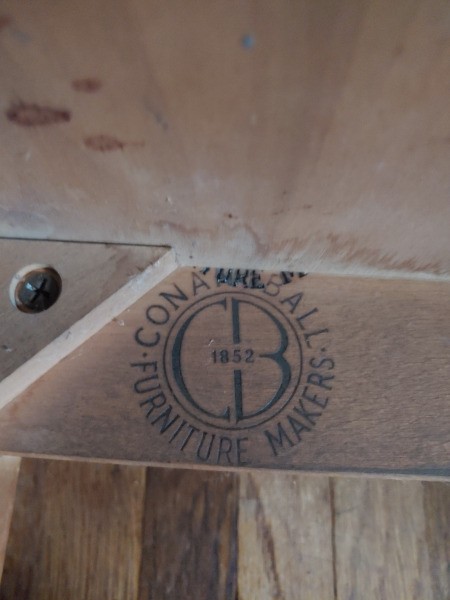 CONA BALL
CB
1852
· FURNITURE MAKERS ·